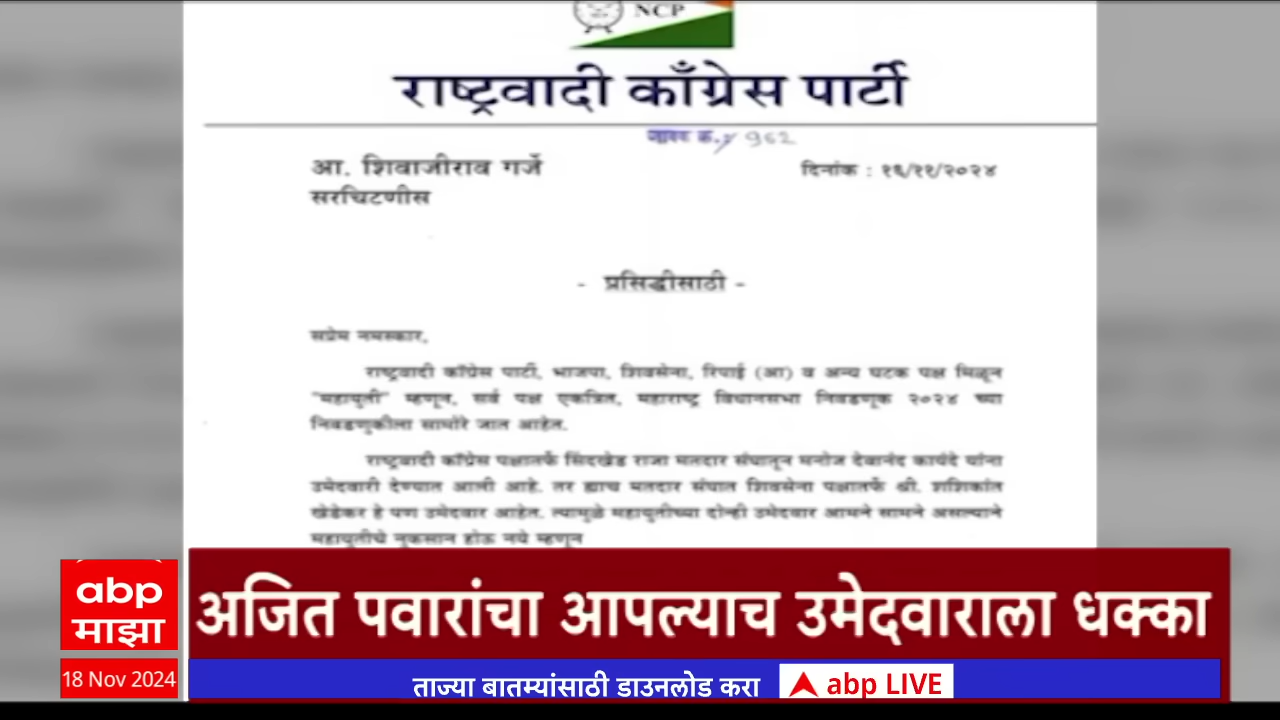 NCP
राष्ट्रवादी काँग्रेस पार्टी
जावक क. / 962
आ. शिवाजीराव गर्जे
दिनांक : १६/११/२०२४
सरचिटणीस
- प्रसिद्धीसाठी -
सप्रेम नमस्कार,
राष्ट्रवादी काँग्रेस पार्टी, भाजपा, शिवसेना, रिपाई (आ) व अन्य घटक पक्ष मिळून
"महायुती" म्हणून, सर्व पक्ष एकत्रित, महाराष्ट्र विधानसभा निवडणूक २०२४ च्या
निवडणुकीला सामोरे जात आहेत.
राष्ट्रवादी काँग्रेस पक्षातर्फे सिंदखेड राजा मतदार संघातून मनोज देवानंद कायंदे यांना
उमेदवारी देण्यात आली आहे. तर ह्याच मतदार संघात शिवसेना पक्षातर्फे श्री. शशिकांत
खेडेकर हे पण उमेदवार आहेत. त्यामुळे महायुतीच्या दोन्ही उमेदवार आमने सामने असल्याने
महायुतीचे नुकसान होऊ नये म्हणून
abp
माझा
अजित पवारांचा आपल्याच उमेदवाराला धक्का
18 Nov 2024
ताज्या बातम्यांसाठी डाउनलोड करा abp LIVE